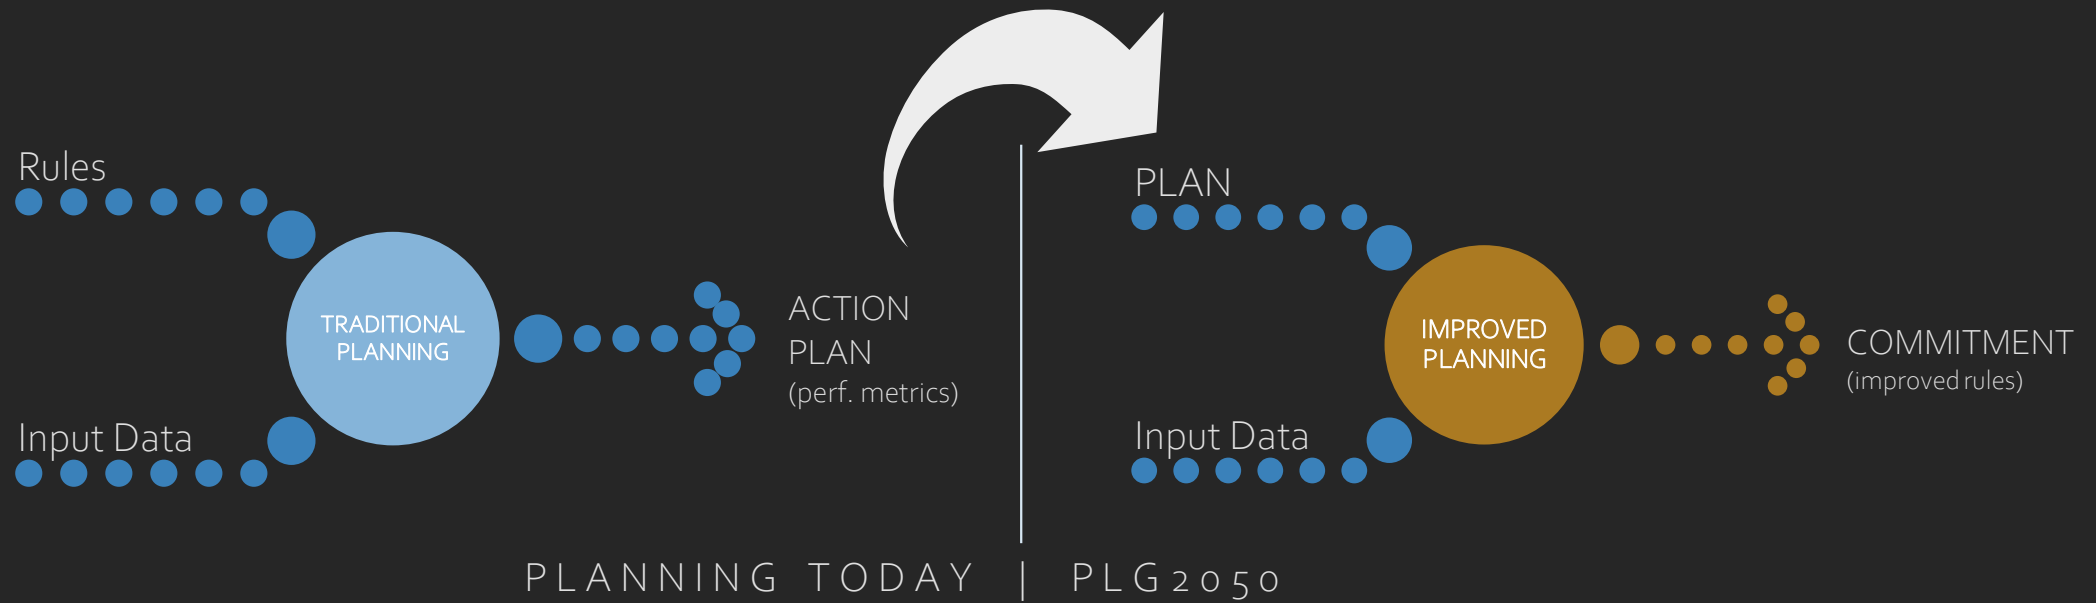 Rules
TRADITIONAL
PLANNING
Input Data
ACTION
PLAN
(perf. metrics)
PLAN
IMPROVED
PLANNING
Input Data
COMMITMENT
(improved rules)
PLANNING TODAY | PLG2050